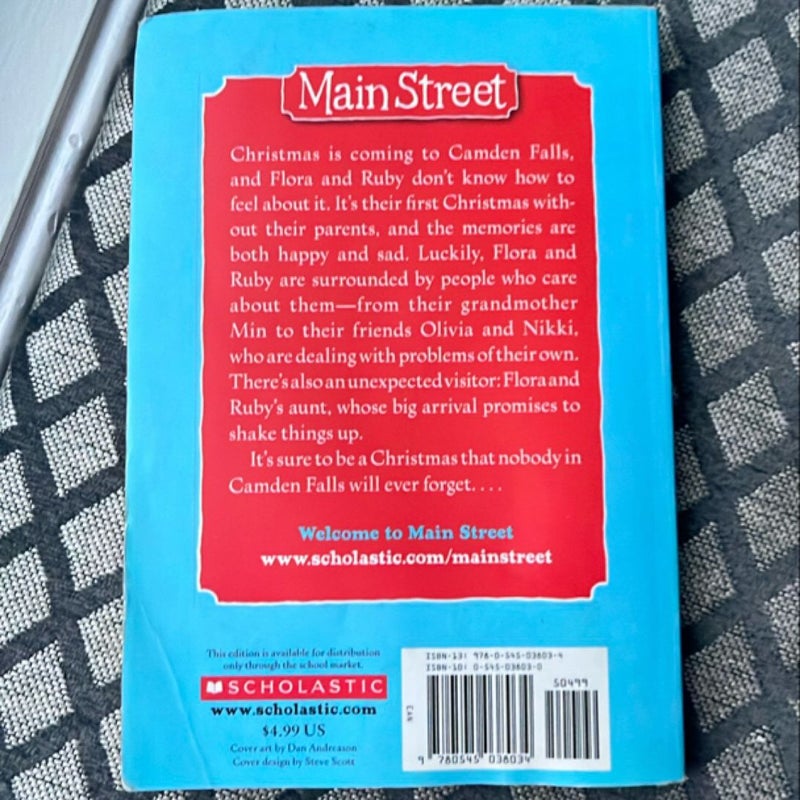 Main Street
Christmas is coming to Camden Falls,
and Flora and Ruby don't know how to
feel about it. It's their first Christmas with-
out their parents, and the memories are
both happy and sad. Luckily, Flora and
Ruby are surrounded by people who care
about them—from their grandmother
Min to their friends Olivia and Nikki,
who are dealing with problems of their own.
There's also an unexpected visitor: Flora and
Ruby's aunt, whose big arrival promises to
shake things up.
It's sure to be a Christmas that nobody in
Camden Falls will ever forget. . . .
Welcome to Main Street
www.scholastic.com/mainstreet
This edition is available for distribution
only through the school market.
SCHOLASTIC
www.scholastic.com
$4.99 US
Cover art by Dan Andreasen
Cover design by Steve Scott
ISBN-13: 978-0-545-03803-4
ISBN-10: 0-545-03803-0
50499
EAN
9 780545 038034